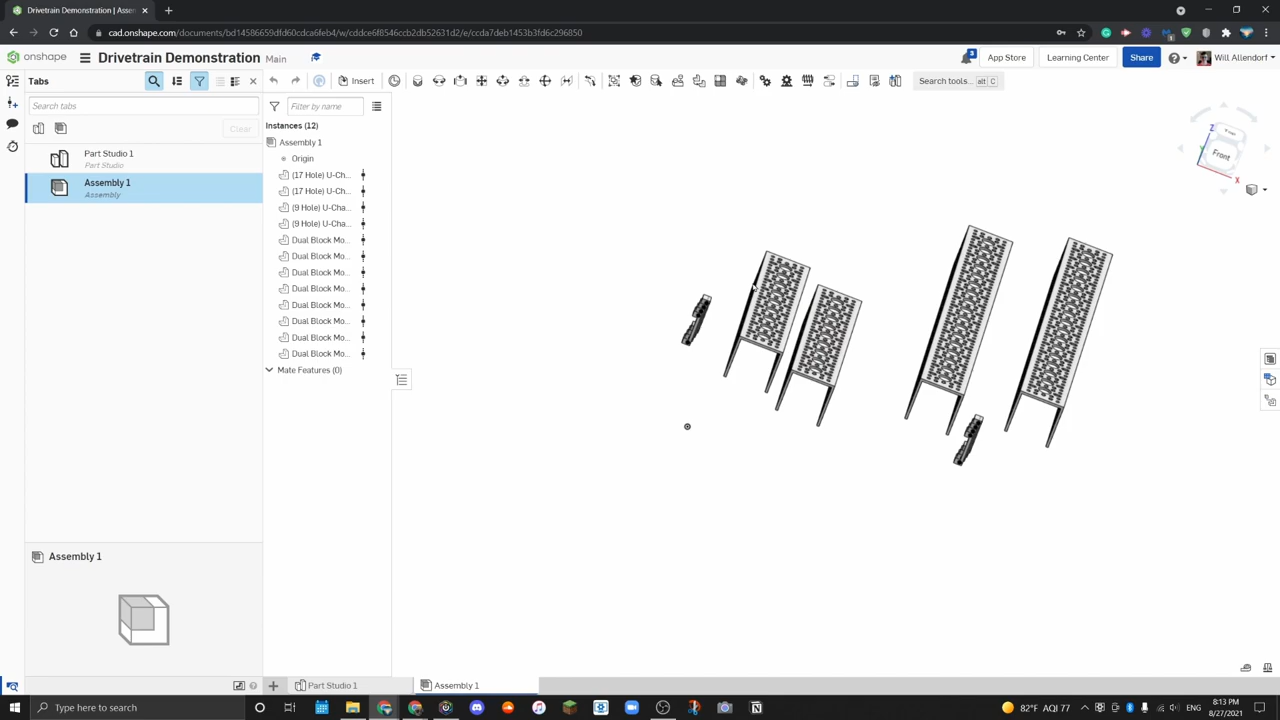 Drivetrain Demonstration | Asse
cad.onshape.com/documents/bd14586659dfd60cdca6feb4/w/cddce6f8546ccb2db52631d2/e/ccda7deb1453b3fd6c296850
onshape
Drivetrain Demonstration
Main
3
App Store
Learning Center
Share
Will Allendorf
Tabs
Insert
Search tools...
alt
C
Search tabs
Filter by name
Clear
Instances (12)
Assembly 1
Origin
(17 Hole) U-Ch...
(17 Hole) U-Ch...
(9 Hole) U-Cha...
(9 Hole) U-Cha...
Dual Block Mo...
Dual Block Mo...
Dual Block Mo...
Dual Block Mo...
Dual Block Mo...
Dual Block Mo...
Dual Block Mo...
Dual Block Mo...
Mate Features (0)
Part Studio 1
Part Studio
Assembly 1
Assembly
Z
Front
X
Assembly 1
Part Studio 1
Assembly 1
Type here to search
82°F AQI 77
ENG
8:13 PM
8/27/2021